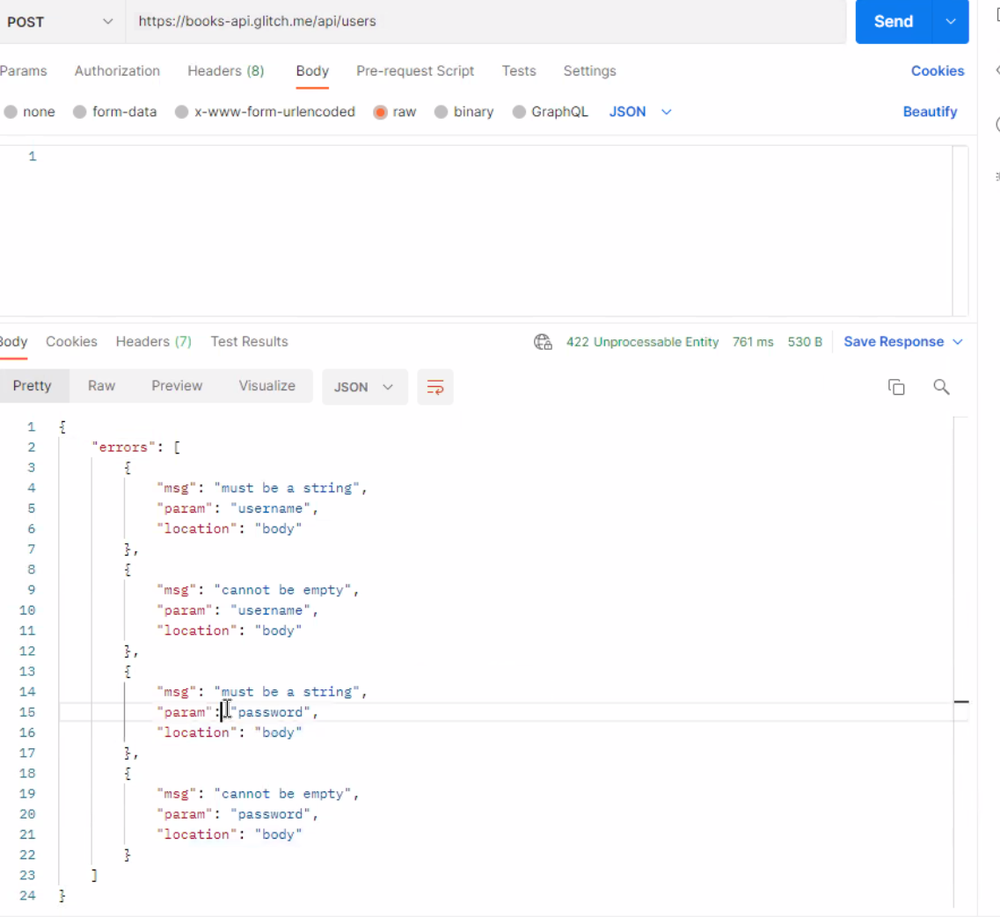 POST https://books-api.glitch.me/api/users Send
Params Authorization Headers (8) Body Pre-request Script Tests Settings Cookies
none form-data x-www-form-urlencoded raw binary GraphQL JSON Beautify
1
Body Cookies Headers (7) Test Results 422 Unprocessable Entity 761 ms 530 B Save Response
Pretty Raw Preview Visualize JSON
1 {
2 "errors": [
3 {
4 "msg": "must be a string",
5 "param": "username",
6 "location": "body"
7 },
8 {
9 "msg": "cannot be empty",
10 "param": "username",
11 "location": "body"
12 },
13 {
14 "msg": "must be a string",
15 "param": "password",
16 "location": "body"
17 },
18 {
19 "msg": "cannot be empty",
20 "param": "password",
21 "location": "body"
22 }
23 ]
24 }